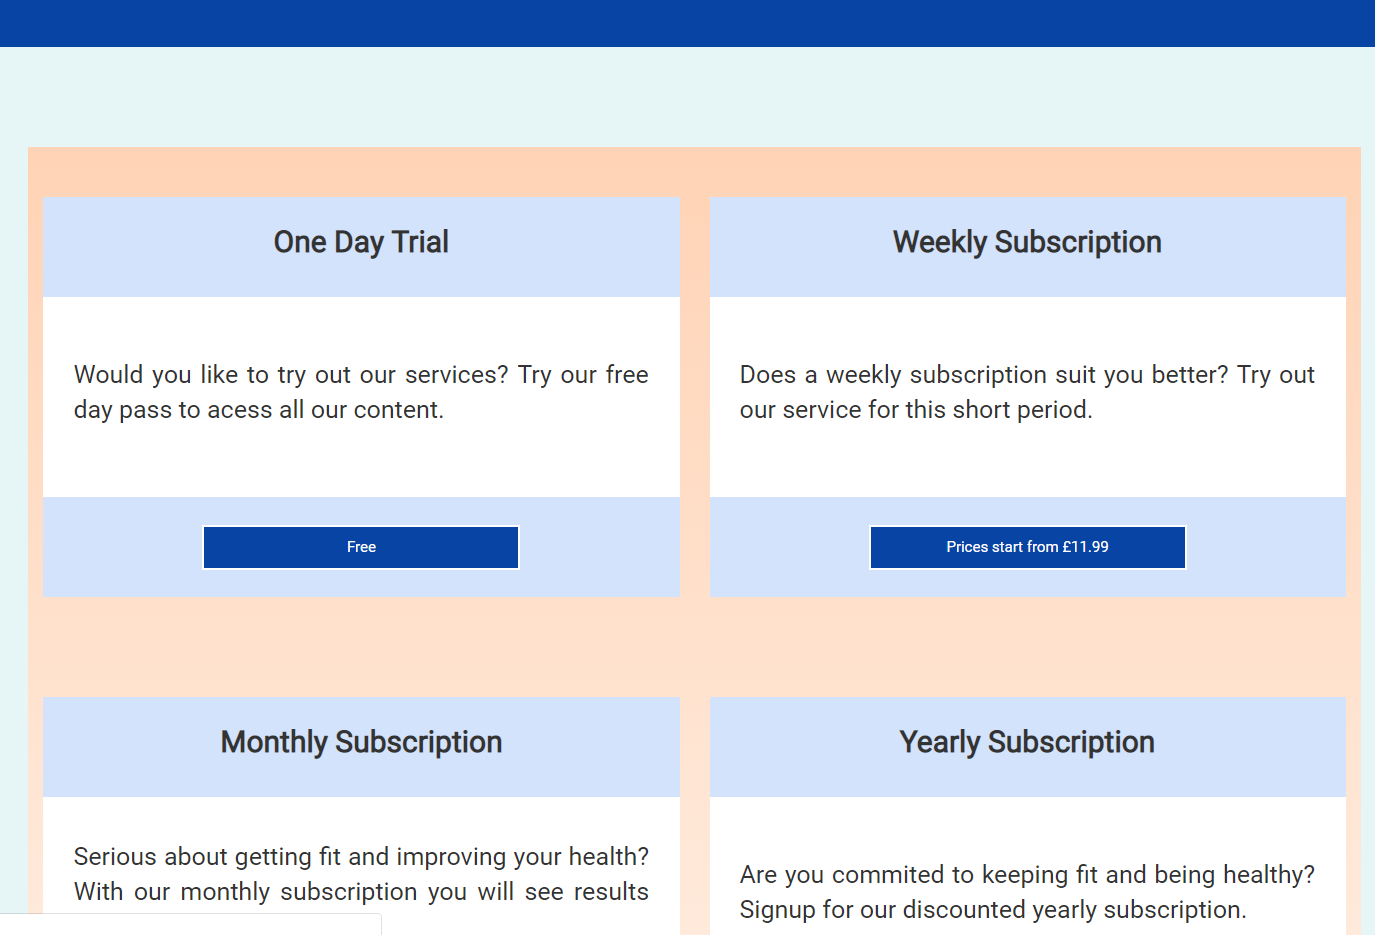 One Day Trial
Would you like to try out our services? Try our free
day pass to acess all our content.
Free
Weekly Subscription
Does a weekly subscription suit you better? Try out
our service for this short period.
Prices start from £11.99
Monthly Subscription
Serious about getting fit and improving your health?
With our monthly subscription you will see results
Yearly Subscription
Are you commited to keeping fit and being healthy?
Signup for our discounted yearly subscription.